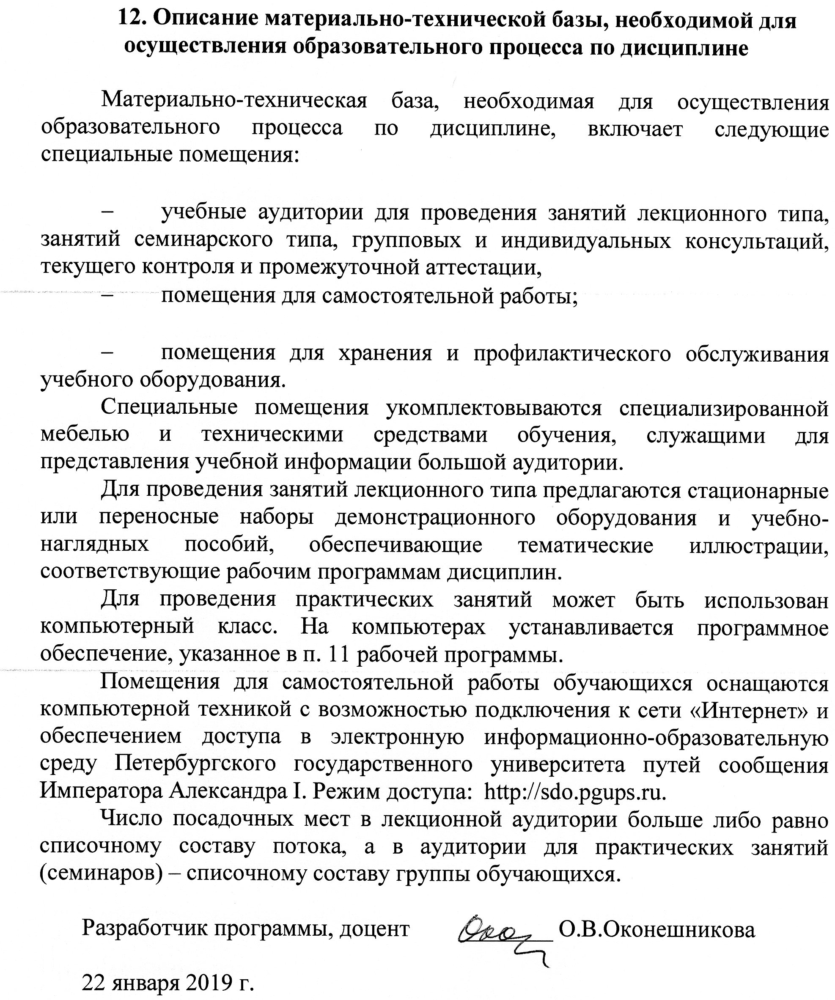 12. Описание материально-технической базы, необходимой для
осуществления образовательного процесса по дисциплине
Материально-техническая база, необходимая для осуществления
образовательного процесса по дисциплине, включает следующие
специальные помещения:
– учебные аудитории для проведения занятий лекционного типа,
занятий семинарского типа, групповых и индивидуальных консультаций,
текущего контроля и промежуточной аттестации,
– помещения для самостоятельной работы;
– помещения для хранения и профилактического обслуживания
учебного оборудования.
Специальные помещения укомплектовываются специализированной
мебелью и техническими средствами обучения, служащими для
представления учебной информации большой аудитории.
Для проведения занятий лекционного типа предлагаются стационарные
или переносные наборы демонстрационного оборудования и учебно-
наглядных пособий, обеспечивающие тематические иллюстрации,
соответствующие рабочим программам дисциплин.
Для проведения практических занятий может быть использован
компьютерный класс. На компьютерах устанавливается программное
обеспечение, указанное в п. 11 рабочей программы.
Помещения для самостоятельной работы обучающихся оснащаются
компьютерной техникой с возможностью подключения к сети «Интернет» и
обеспечением доступа в электронную информационно-образовательную
среду Петербургского государственного университета путей сообщения
Императора Александра I. Режим доступа: http://sdo.pgups.ru.
Число посадочных мест в лекционной аудитории больше либо равно
списочному составу потока, а в аудитории для практических занятий
(семинаров) – списочному составу группы обучающихся.
Разработчик программы, доцент О.В.Оконешникова
22 января 2019 г.